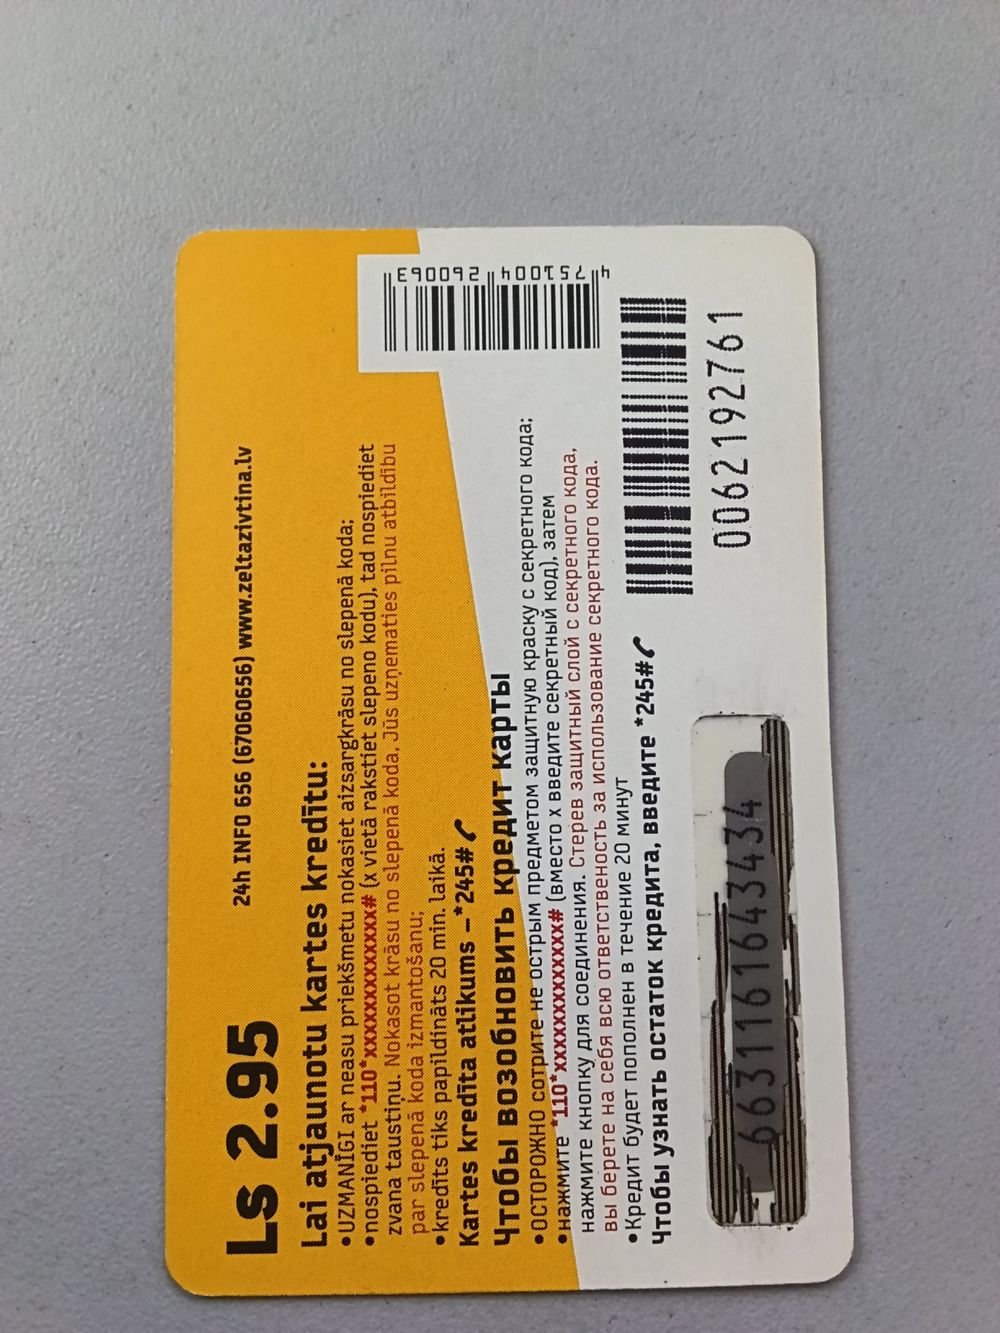 24h INFO 656 (67060656) www.zeltazivtina.lv
Ls 2.95
Lai atjaunotu kartes kredītu:
•UZMANĪGI ar neasu priekšmetu nokasiet aizsargkrāsu no slepenā koda;
•nospiediet *110*xxxxxxxxxxxxx# (x vietā rakstiet slepeno kodu), tad nospiediet
zvana taustiņu. Nokasot krāsu no slepenā koda, Jūs uzņematies pilnu atbildību
par slepenā koda izmantošanu;
•kredīts tiks papildināts 20 min. laikā.
Kartes kredīta atlikums – *245#
4 751004 260063
Чтобы возобновить кредит карты
•ОСТОРОЖНО сотрите не острым предметом защитную краску с секретного кода;
•нажмите *110*xxxxxxxxxxxxx# (вместо x введите секретный код), затем
нажмите кнопку для соединения. Стерев защитный слой с секретного кода,
вы берете на себя всю ответственость за использование секретного кода.
•Кредит будет пополнен в течение 20 минут
Чтобы узнать остаток кредита, введите *245#
0062192761
6631161643434